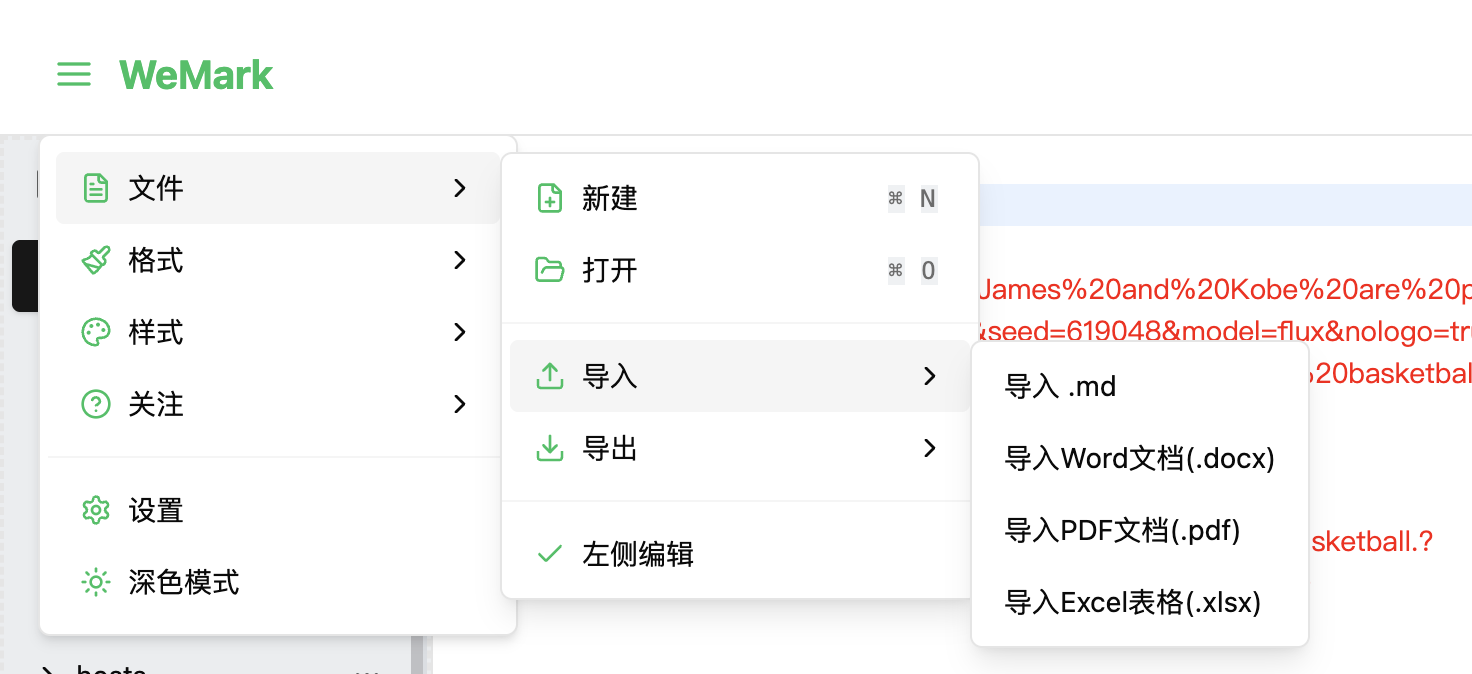 WeMark
文件
格式
样式
关注
设置
深色模式
新建 ⌘ N
打开 ⌘ O
导入
导出
左侧编辑
导入 .md
导入Word文档(.docx)
导入PDF文档(.pdf)
导入Excel表格(.xlsx)
James%20and%20Kobe%20are%20p
&seed=619048&model=flux&nologo=tr
%20basketbal
sketball.?